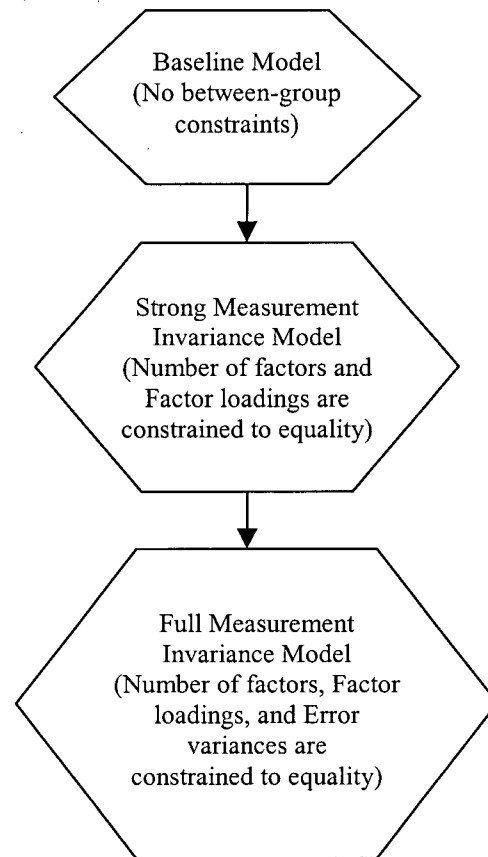 Baseline Model
(No between-group
constraints)
Strong Measurement
Invariance Model
(Number of factors and
Factor loadings are
constrained to equality)
Full Measurement
Invariance Model
(Number of factors, Factor
loadings, and Error
variances are
constrained to equality)